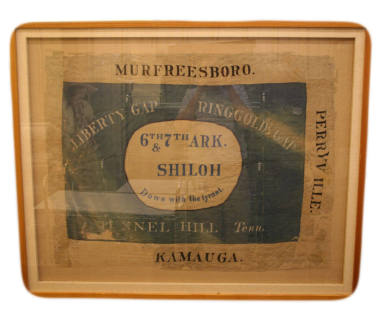 MURFREESBORO.
LIBERTY GAP
RINGGOLD GAP
6TH & 7TH ARK.
SHILOH
Down with the tyrant.
TUNNEL HILL Tenn.
PERRYVILLE.
KAMAUGA.